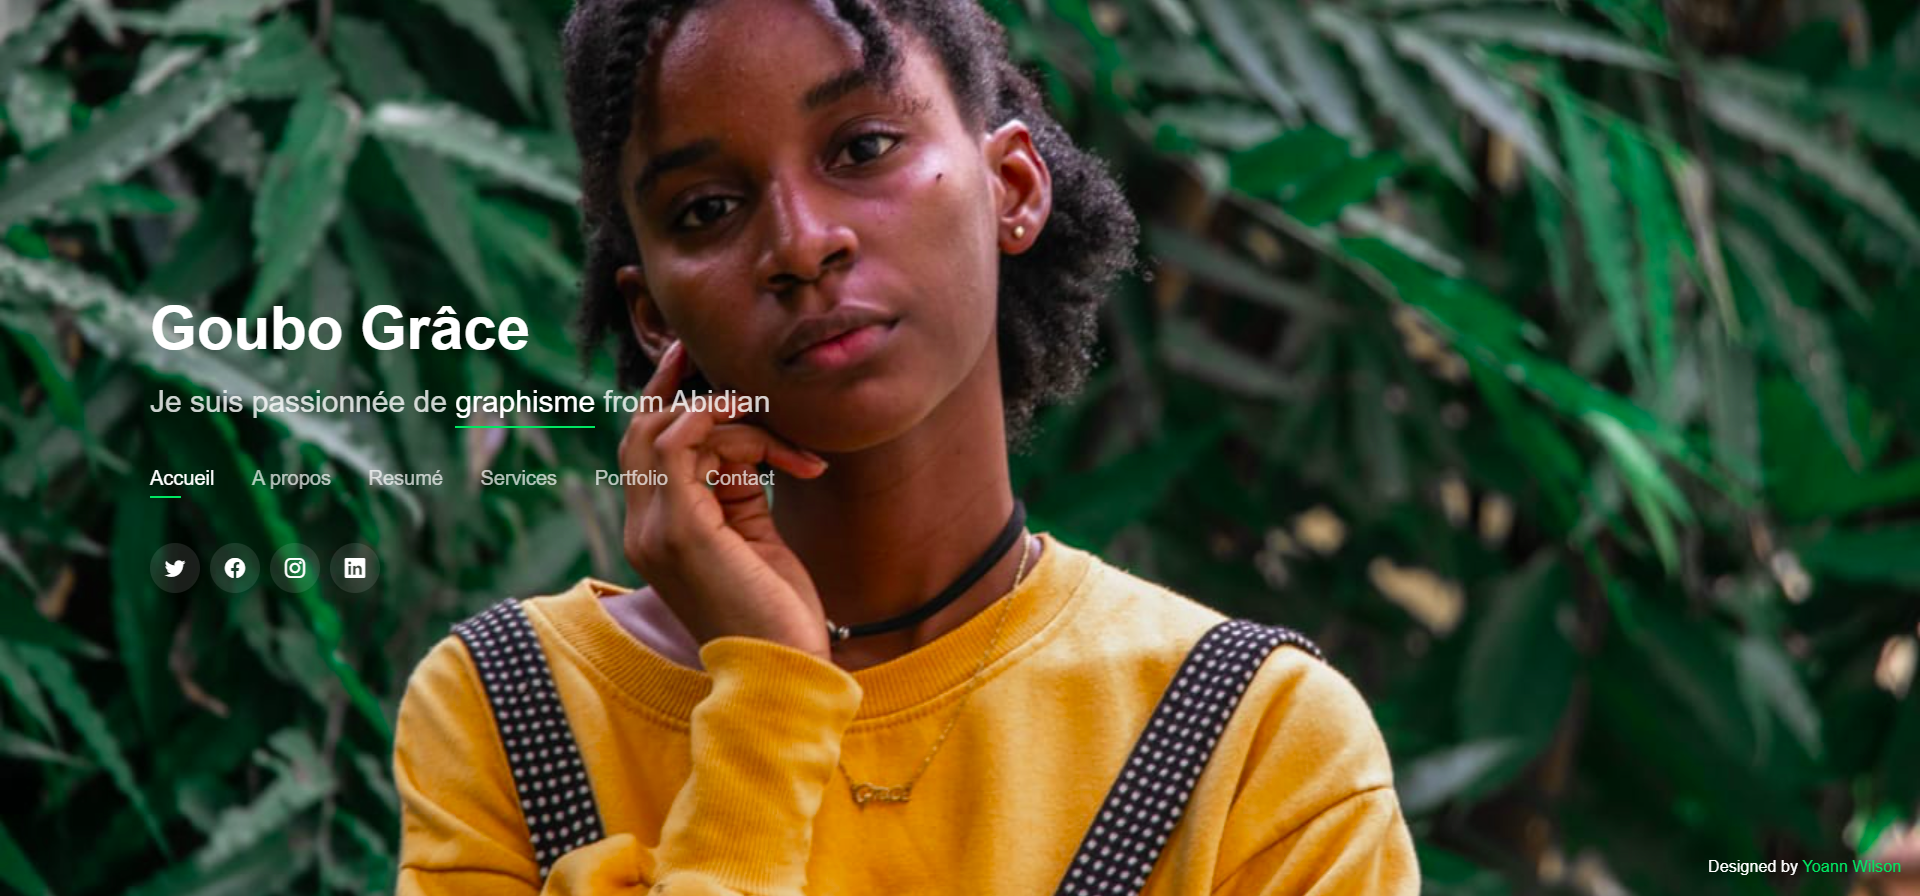 Goubo Grâce
Je suis passionnée de graphisme from Abidjan
Accueil A propos Resumé Services Portfolio Contact
Grace
Designed by Yoann Wilson